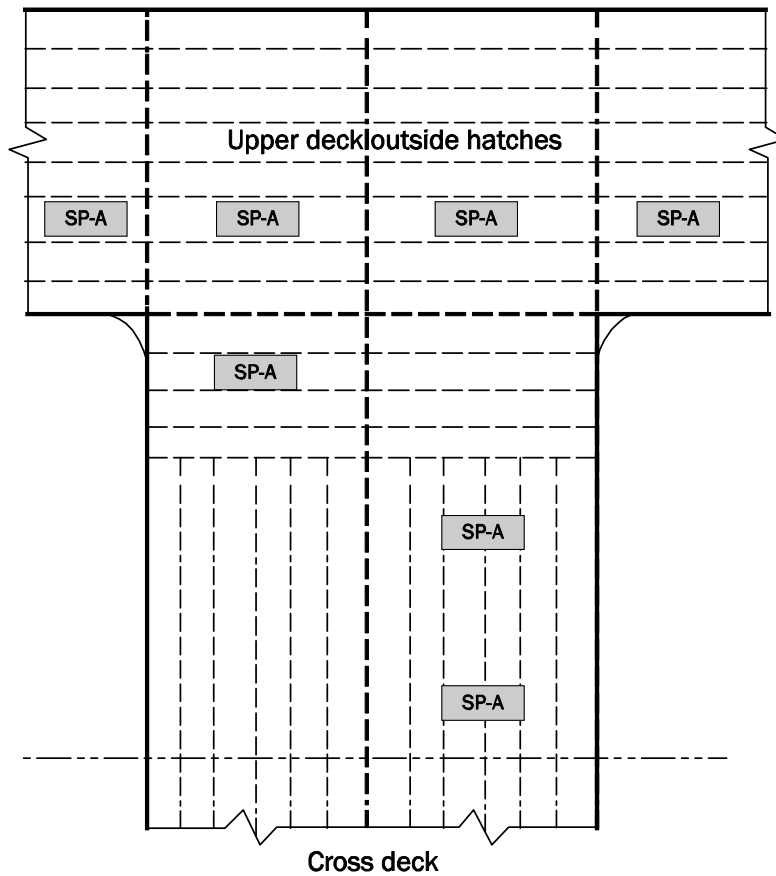 Upper deck outside hatches
SP-A SP-A SP-A SP-A
SP-A
SP-A
SP-A
Cross deck